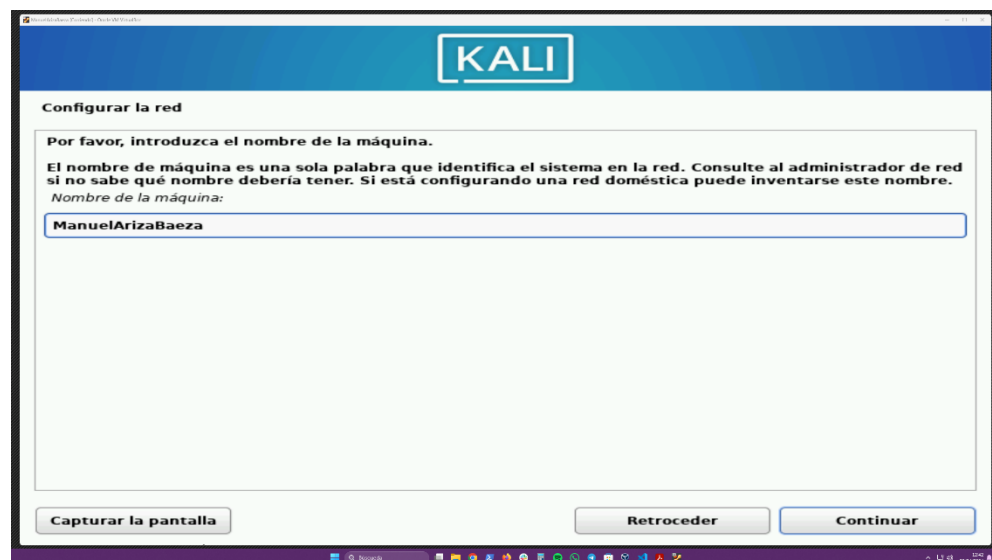 KALI
Configurar la red
Por favor, introduzca el nombre de la máquina.
El nombre de máquina es una sola palabra que identifica el sistema en la red. Consulte al administrador de red
si no sabe qué nombre debería tener. Si está configurando una red doméstica puede inventarse este nombre.
Nombre de la máquina:
ManuelArizaBaeza
Capturar la pantalla
Retroceder
Continuar